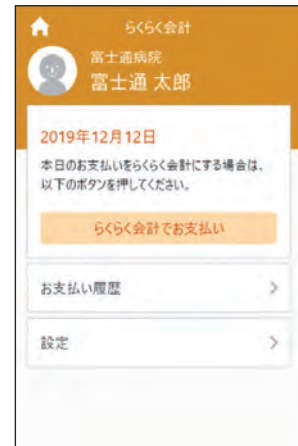 らくらく会計
富士通病院
富士通 太郎
2019年12月12日
本日のお支払いをらくらく会計にする場合は、
以下のボタンを押してください。
らくらく会計でお支払い
お支払い履歴
設定